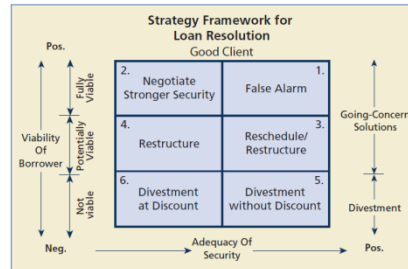 Strategy Framework for
Loan Resolution
Good Client
Pos.
Viability
Of
Borrower
Neg.
Fully
Viable
Potentially
Viable
Not
viable
2.
Negotiate
Stronger Security
1.
False Alarm
4.
Restructure
3.
Reschedule/
Restructure
6.
Divestment
at Discount
5.
Divestment
without Discount
Going-Concern
Solutions
Divestment
Adequacy Of
Security
Pos.